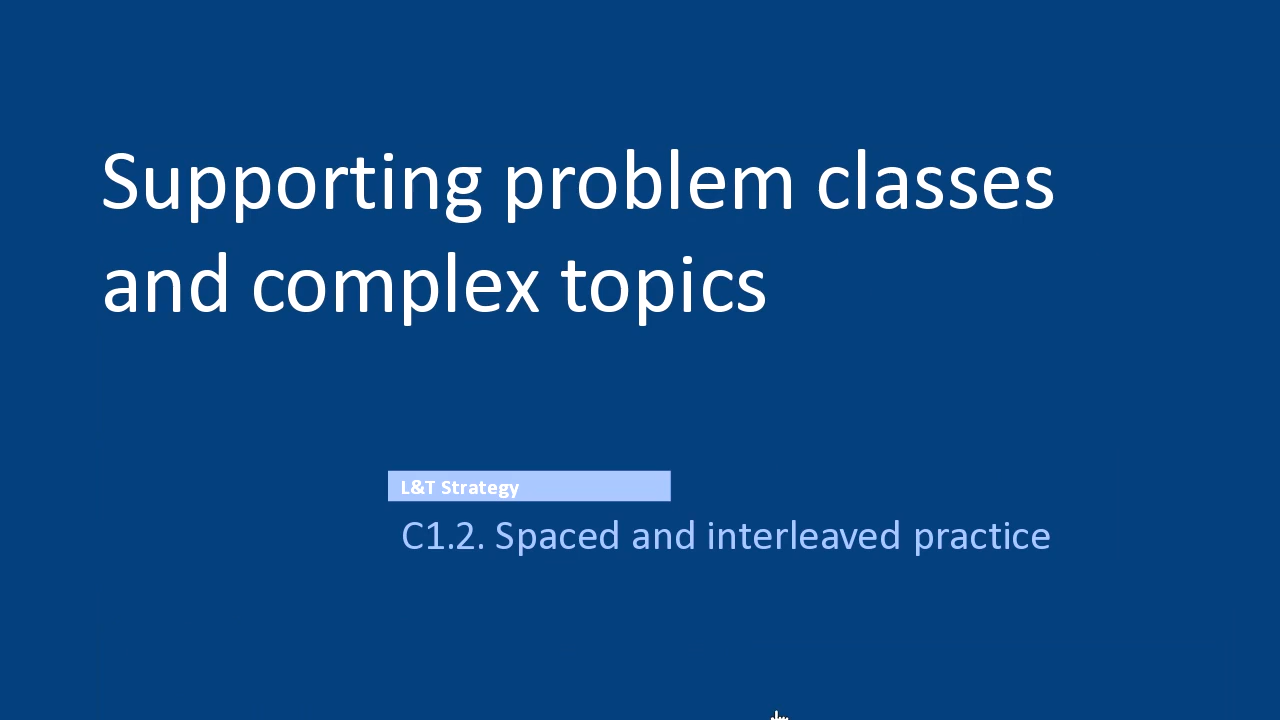 Supporting problem classes
and complex topics
L&T Strategy
C1.2. Spaced and interleaved practice